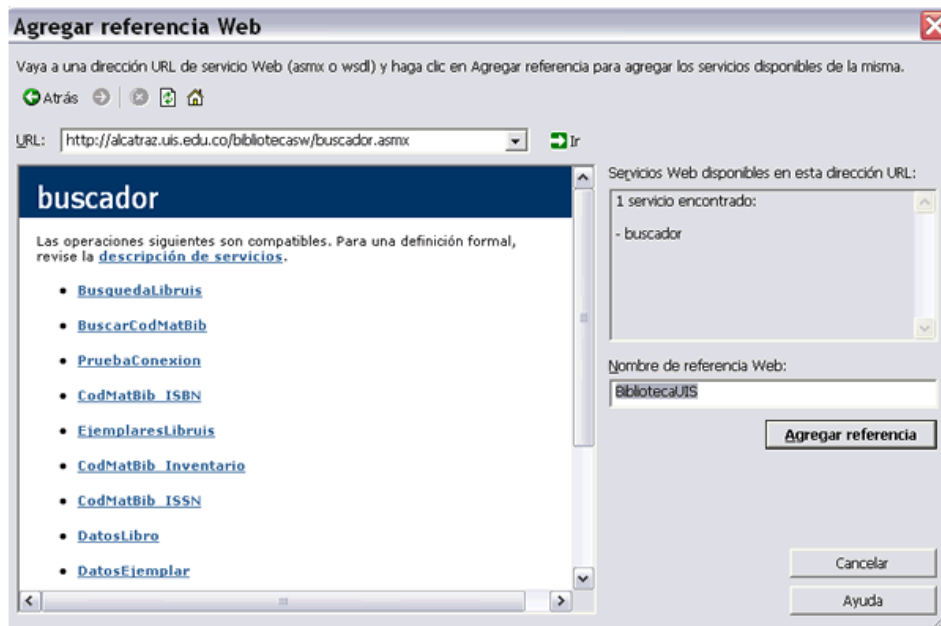 Agregar referencia Web
Vaya a una dirección URL de servicio Web (asmx o wsdl) y haga clic en Agregar referencia para agregar los servicios disponibles de la misma.
Atrás
URL: http://alcatraz.uis.edu.co/bibliotecasw/buscador.asmx Ir
buscador
Las operaciones siguientes son compatibles. Para una definición formal,
revise la descripción de servicios.
BusquedaLibruis
BuscarCodMatBib
PruebaConexion
CodMatBib_ISBN
EjemplaresLibruis
CodMatBib_Inventario
CodMatBib_ISSN
DatosLibro
DatosEjemplar
Servicios Web disponibles en esta dirección URL:
1 servicio encontrado:
- buscador
Nombre de referencia Web:
BibliotecaUIS
Agregar referencia
Cancelar
Ayuda